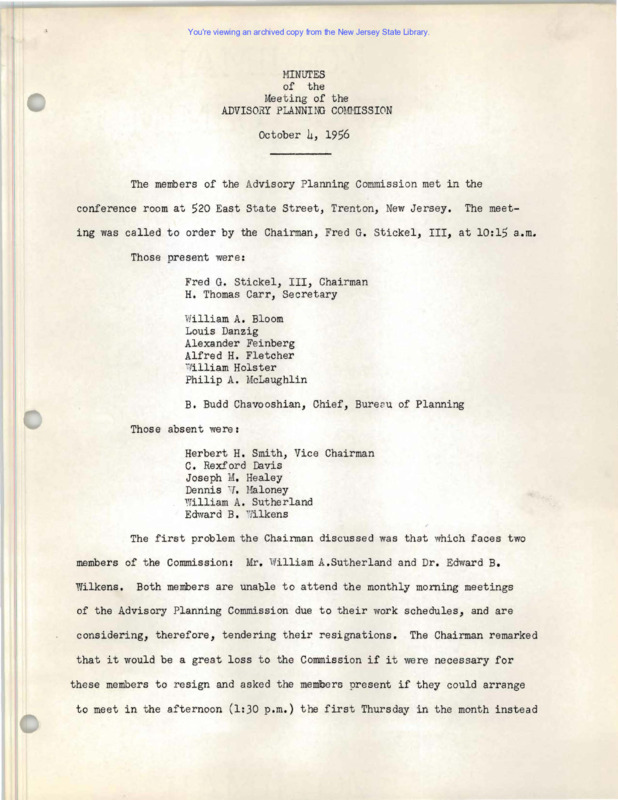 You're viewing an archived copy from the New Jersey State Library.
MINUTES
of the
Meeting of the
ADVISORY PLANNING COMMISSION
October 4, 1956
The members of the Advisory Planning Commission met in the
conference room at 520 East State Street, Trenton, New Jersey. The meet-
ing was called to order by the Chairman, Fred G. Stickel, III, at 10:15 a.m.
Those present were:
Fred G. Stickel, III, Chairman
H. Thomas Carr, Secretary
William A. Bloom
Louis Danzig
Alexander Feinberg
Alfred H. Fletcher
William Holster
Philip A. McLaughlin
B. Budd Chavooshian, Chief, Bureau of Planning
Those absent were:
Herbert H. Smith, Vice Chairman
C. Rexford Davis
Joseph M. Healey
Dennis W. Maloney
William A. Sutherland
Edward B. Wilkens
The first problem the Chairman discussed was that which faces two
members of the Commission: Mr. William A.Sutherland and Dr. Edward B.
Wilkens. Both members are unable to attend the monthly morning meetings
of the Advisory Planning Commission due to their work schedules, and are
considering, therefore, tendering their resignations. The Chairman remarked
that it would be a great loss to the Commission if it were necessary for
these members to resign and asked the members present if they could arrange
to meet in the afternoon (1:30 p.m.) the first Thursday in the month instead